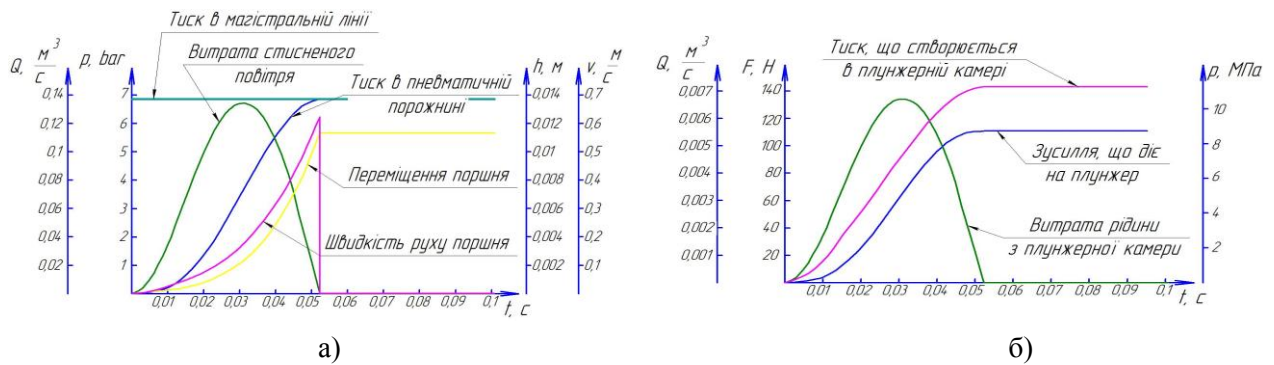 Тиск в магістральній лінії
Q, м³/с
p, bar
Витрата стисненого
повітря
h, м
v, м/с
0,14
7
Тиск в пневматичній
порожнині
0,014
0,7
0,12
6
0,012
0,6
0,1
5
0,01
0,5
0,08
4
Переміщення поршня
0,008
0,4
0,06
3
0,006
0,3
0,04
2
Швидкість руху поршня
0,004
0,2
0,02
1
0,002
0,1
0,01 0,02 0,03 0,04 0,05 0,06 0,07 0,08 0,09 0,1
t, с
а)
Q, м³/с
F, Н
Тиск, що створюється
в плунжерній камері
p, МПа
0,007
140
10
0,006
120
0,005
100
8
Зусилля, що діє
на плунжер
0,004
80
6
0,003
60
4
0,002
40
Витрата рідини
з плунжерної камери
2
0,001
20
0,01 0,02 0,03 0,04 0,05 0,06 0,07 0,08 0,09 0,1
t, с
б)